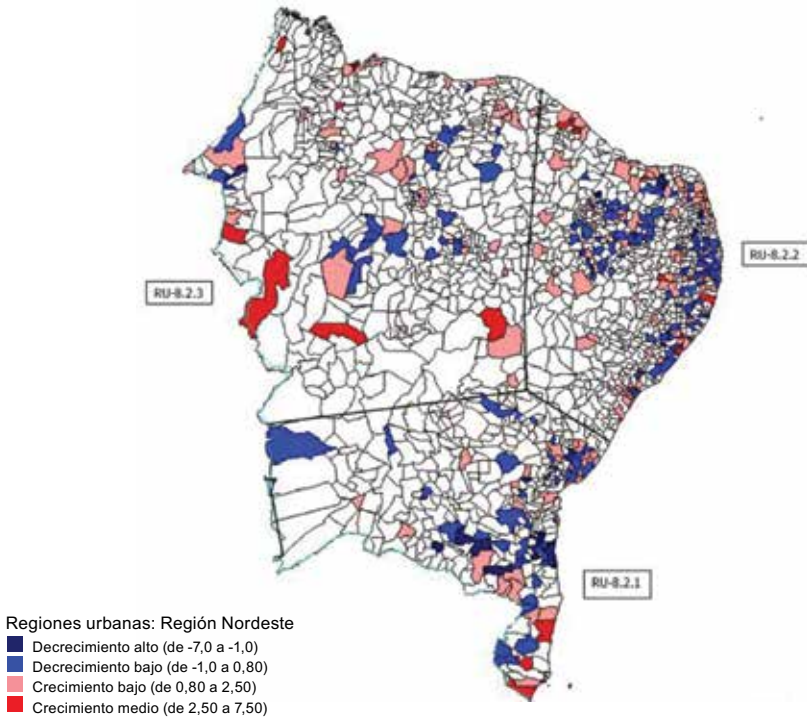 RU-8.2.2
RU-8.2.3
RU-8.2.1
Regiones urbanas: Región Nordeste
Decrecimiento alto (de -7,0 a -1,0)
Decrecimiento bajo (de -1,0 a 0,80)
Crecimiento bajo (de 0,80 a 2,50)
Crecimiento medio (de 2,50 a 7,50)